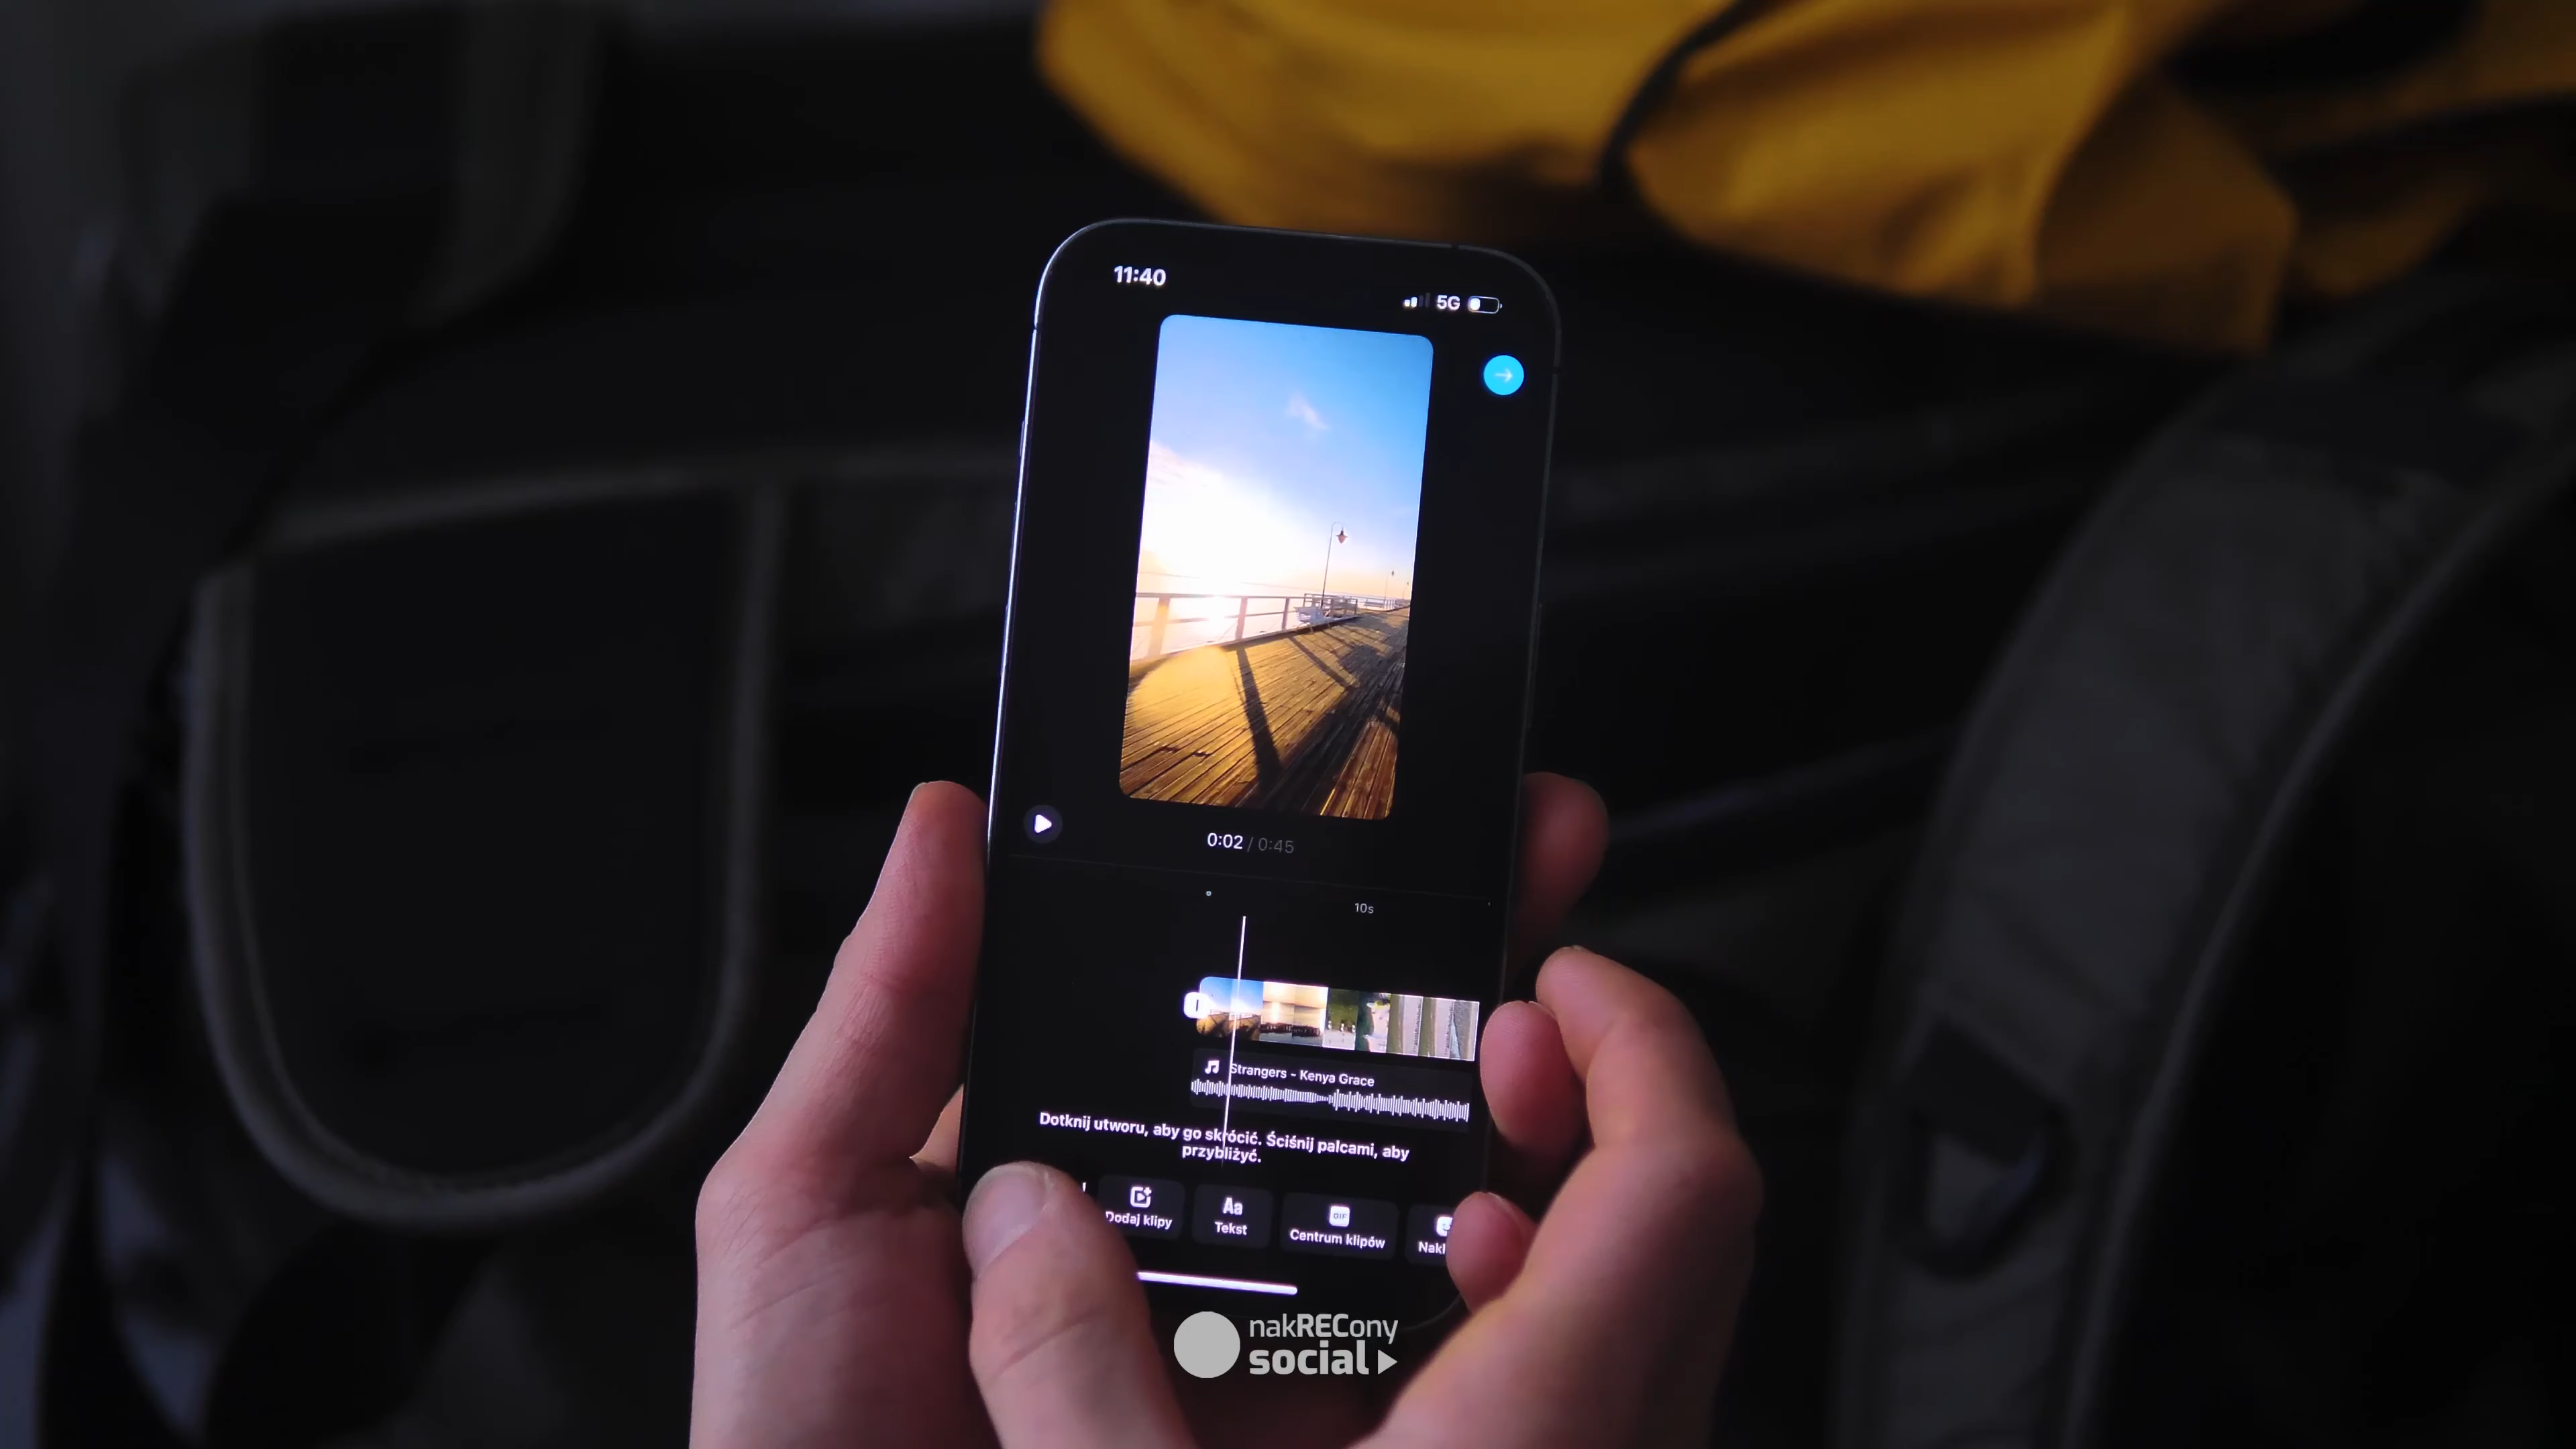 11:40
5G
0:02 / 0:45
10s
Strangers - Kenya Grace
Dotknij utworu, aby go skrócić. Ściśnij palcami, aby
przybliżyć.
Dodaj klipy
Aa
Tekst
GIF
Centrum klipów
Nakl
nakRECony
social